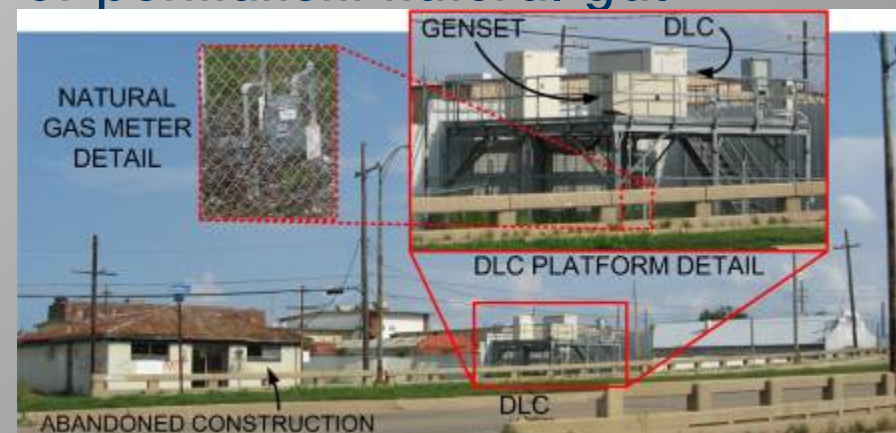 GENSET
DLC
NATURAL
GAS METER
DETAIL
DLC PLATFORM DETAIL
DLC
ABANDONED CONSTRUCTION